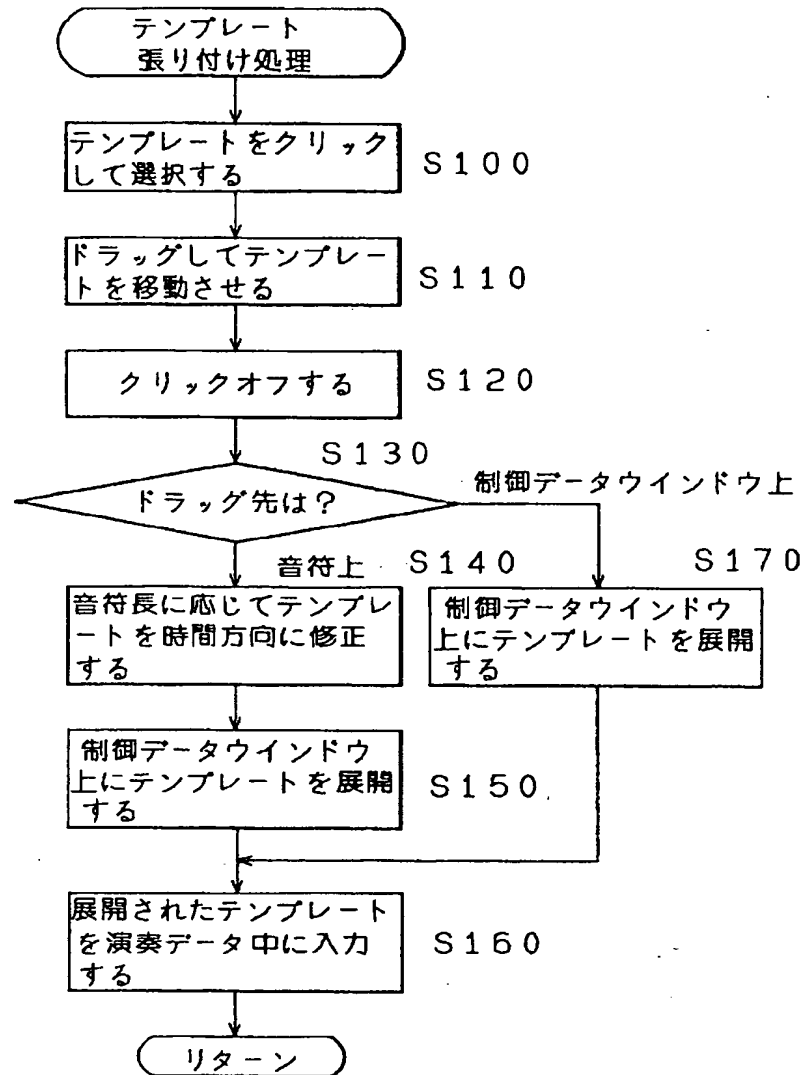 テンプレート
張り付け処理
テンプレートをクリック
して選択する
S100
ドラッグしてテンプレー
トを移動させる
S110
クリックオフする
S120
S130
ドラッグ先は?
制御データウインドウ上
音符上
S140
音符長に応じてテンプレ
ートを時間方向に修正
する
S170
制御データウインドウ
上にテンプレートを展開
する
制御データウインドウ
上にテンプレートを展開
する
S150
展開されたテンプレート
を演奏データ中に入力
する
S160
リターン